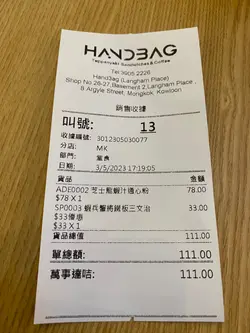 HANDBAG
Teppanyaki Sandwiches & Coffee
Tel:3905 2226
HandBag (Langham Place)
Shop No.26-27,Basement 2,Langham Place,
8 Argyle Street, Mongkok, Kowloon
銷售收據
叫號: 13
收據編號: 3012305030077
分店: MK
部門: 堂食
日期: 3/5/2023 17:19:05
貨品 金額
ADE0002 芝士龍蝦汁通心粉 78.00
$78 X 1
SP0003 蝦兵蟹將鐵板三文治 33.00
$33優惠
$33 X 1
貨品總值 111.00
單總額: 111.00
萬事達咭: 111.00